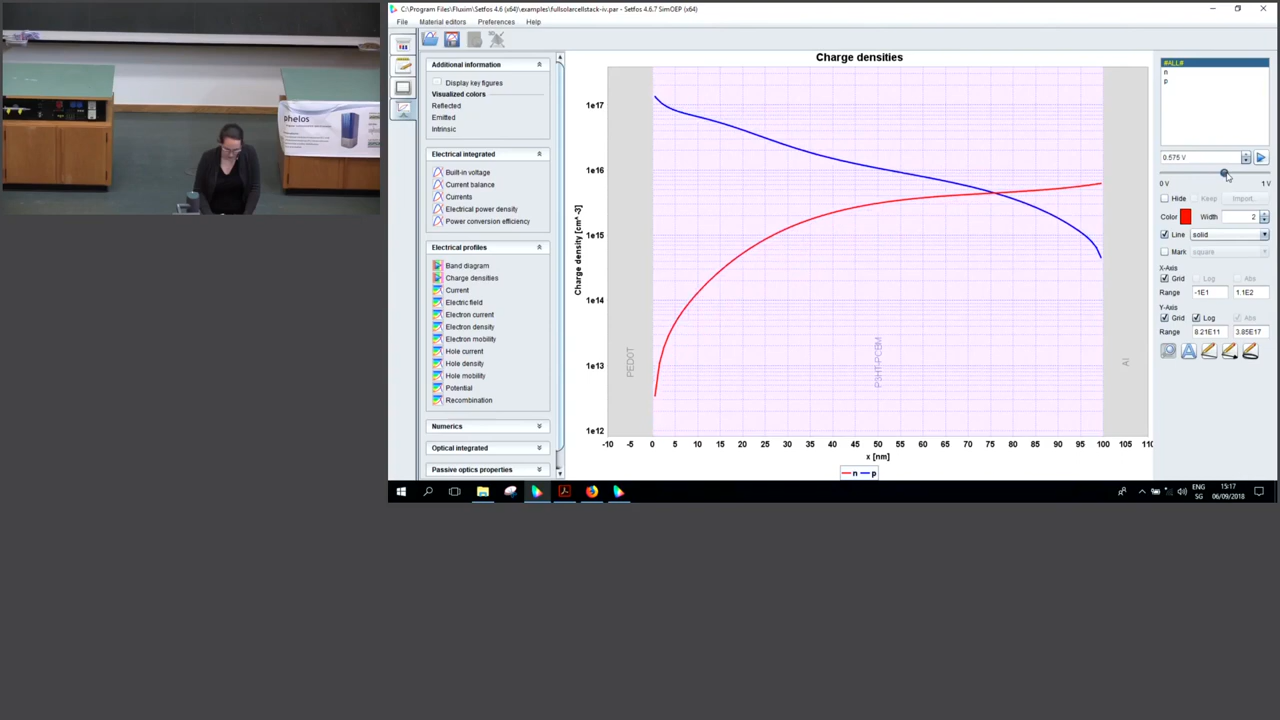 phelos
C:\Program Files\Fluxim\Setfos 4.6 (x64)\examples\fullsolarcellstack-iv.par - Setfos 4.6.7 SimOEP (x64)
File Material editors Preferences Help
Additional information
Display key figures
Visualized colors
Reflected
Emitted
Intrinsic
Electrical integrated
Built-in voltage
Current balance
Currents
Electrical power density
Power conversion efficiency
Electrical profiles
Band diagram
Charge densities
Current
Electric field
Electron current
Electron density
Electron mobility
Hole current
Hole density
Hole mobility
Potential
Recombination
Numerics
Optical integrated
Passive optics properties
Charge densities
Charge density [cm^-3]
1e17
1e16
1e15
1e14
1e13
1e12
PEDOT
P3HT-PCBM
Al
-10 -5 0 5 10 15 20 25 30 35 40 45 50 55 60 65 70 75 80 85 90 95 100 105 110
x [nm]
n p
#ALL#
n
p
0.575 V
0 V 1 V
Hide Keep Import...
Color Width 2
Line solid
Mark square
X-Axis
Grid Log Abs
Range -1E1 1.1E2
Y-Axis
Grid Log Abs
Range 8.21E11 3.85E17
ENG
SG
15:17
06/09/2018